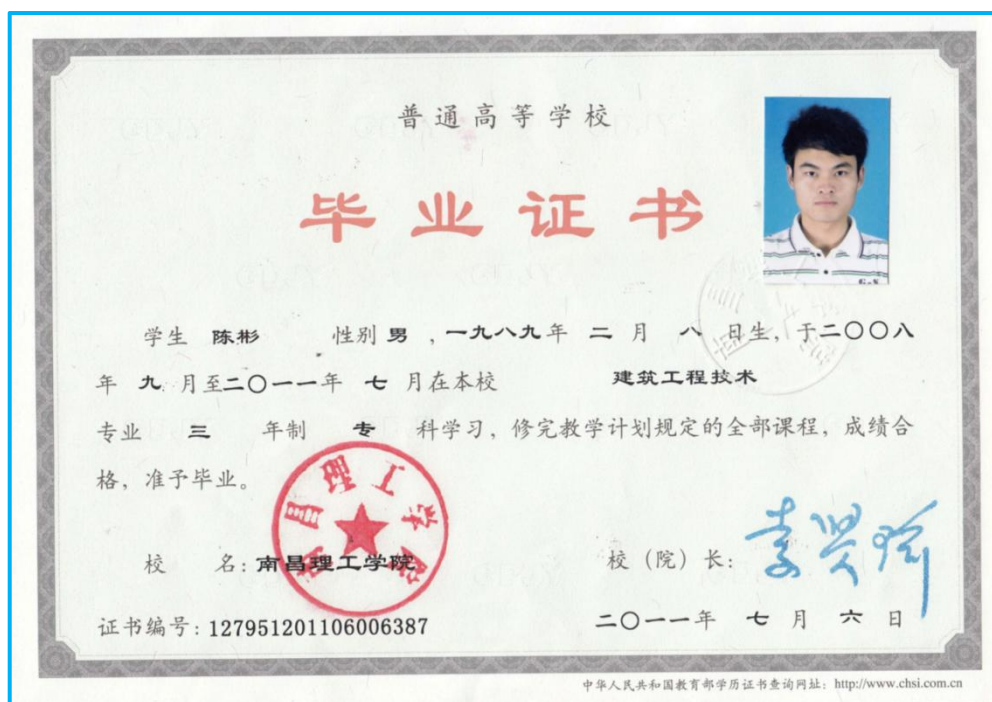 普通高等学校
毕业证书
学生 陈彬 性别 男 ,一九八九年 二 月 八 日生, 于二〇〇八
年 九 月至二〇一一年 七 月在本校 建筑工程技术
专业 三 年制 专 科学习, 修完教学计划规定的全部课程, 成绩合
格, 准予毕业。
南昌理工学院
校 名: 南昌理工学院 校（院）长:
证书编号: 127951201106006387 二〇一一年 七 月 六 日
中华人民共和国教育部学历证书查询网址: http://www.chsi.com.cn